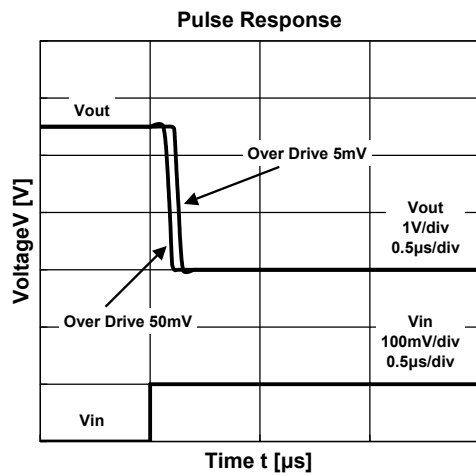 Pulse Response
Vout
Over Drive 5mV
Vout
1V/div
0.5μs/div
Over Drive 50mV
Vin
100mV/div
0.5μs/div
Vin
VoltageV [V]
Time t [μs]